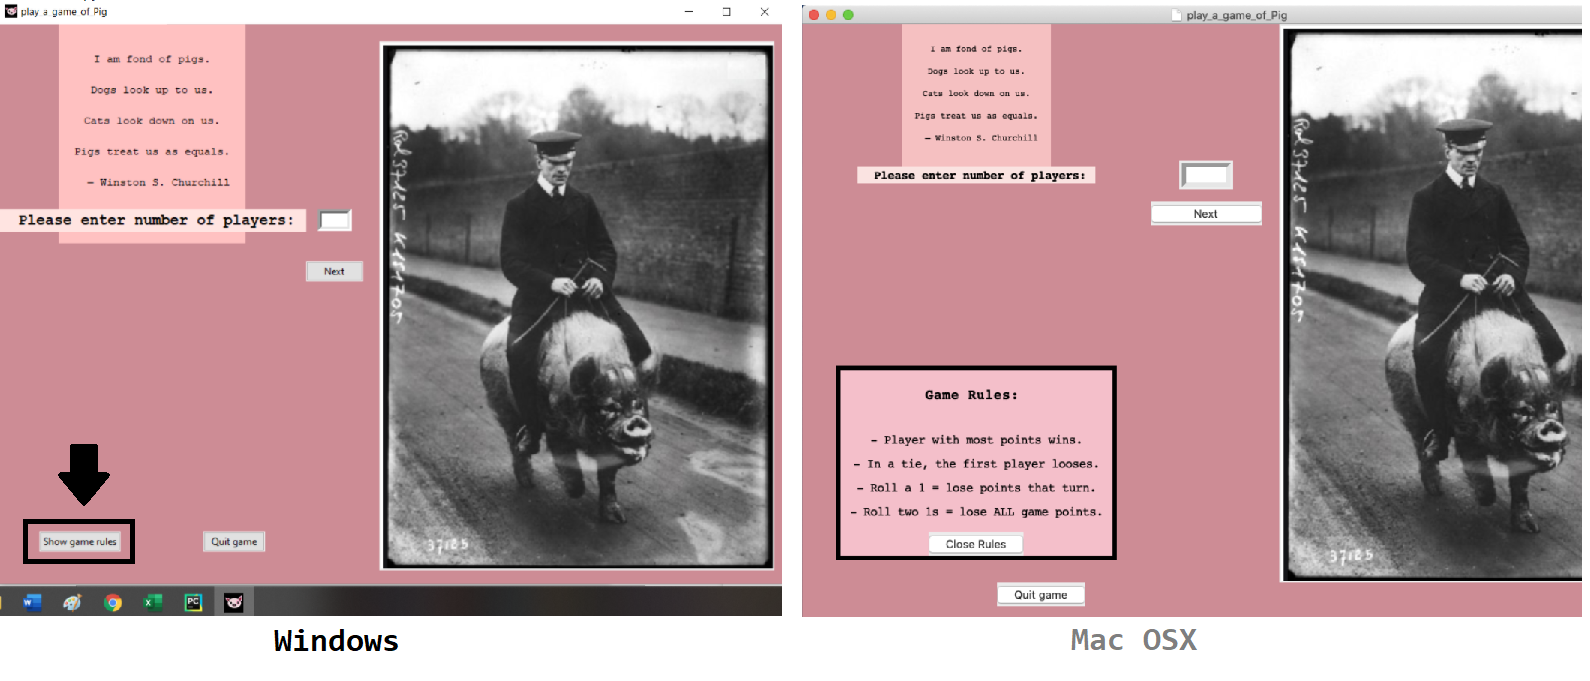 play_a_game_of_Pig
I am fond of pigs.
Dogs look up to us.
Cats look down on us.
Pigs treat us as equals.
— Winston S. Churchill
Please enter number of players:
Next
Show game rules
Quit game
37185
Windows
play_a_game_of_Pig
I am fond of pigs.
Dogs look up to us.
Cats look down on us.
Pigs treat us as equals.
— Winston S. Churchill
Please enter number of players:
Next
Game Rules:
- Player with most points wins.
- In a tie, the first player looses.
- Roll a 1 = lose points that turn.
- Roll two 1s = lose ALL game points.
Close Rules
Quit game
37185
Mac OSX